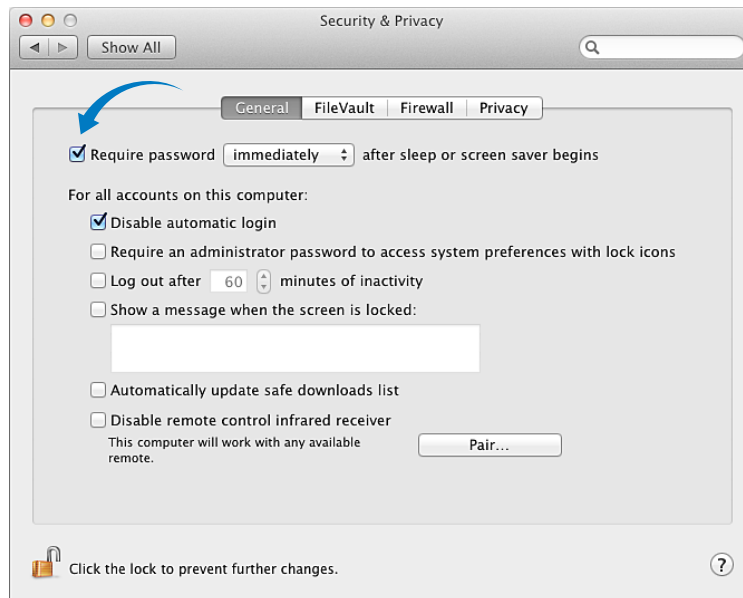 Security & Privacy
Show All
General FileVault Firewall Privacy
Require password immediately after sleep or screen saver begins
For all accounts on this computer:
Disable automatic login
Require an administrator password to access system preferences with lock icons
Log out after 60 minutes of inactivity
Show a message when the screen is locked:
Automatically update safe downloads list
Disable remote control infrared receiver
This computer will work with any available
remote.
Pair...
Click the lock to prevent further changes.
?